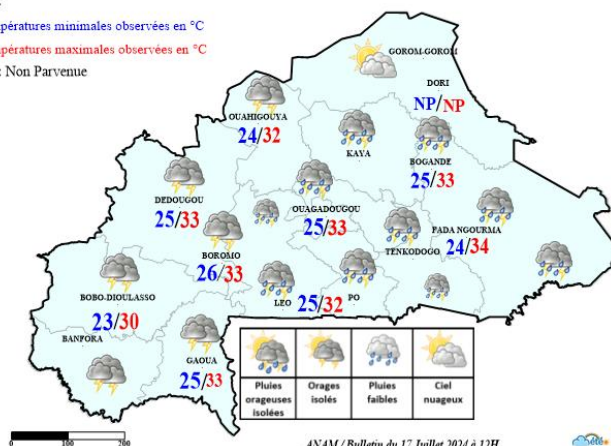 Températures minimales observées en °C
Températures maximales observées en °C
: Non Parvenue
GOROM-GOROM
DORI
NP/NP
OUAHIGOUYA
24/32
KAYA
BOGANDE
25/33
DEDOUGOU
25/33
OUAGADOUGOU
25/33
FADA NGOURMA
24/34
TENKODOGO
BOROMO
26/33
BOBO-DIOULASSO
23/30
LEO
25/32
PO
BANFORA
GAOUA
25/33
Pluies orageuses isolées
Orages isolés
Pluies faibles
Ciel nuageux
0 100 200
ANAM / Bulletin du 17 Juillet 2024 à 12H